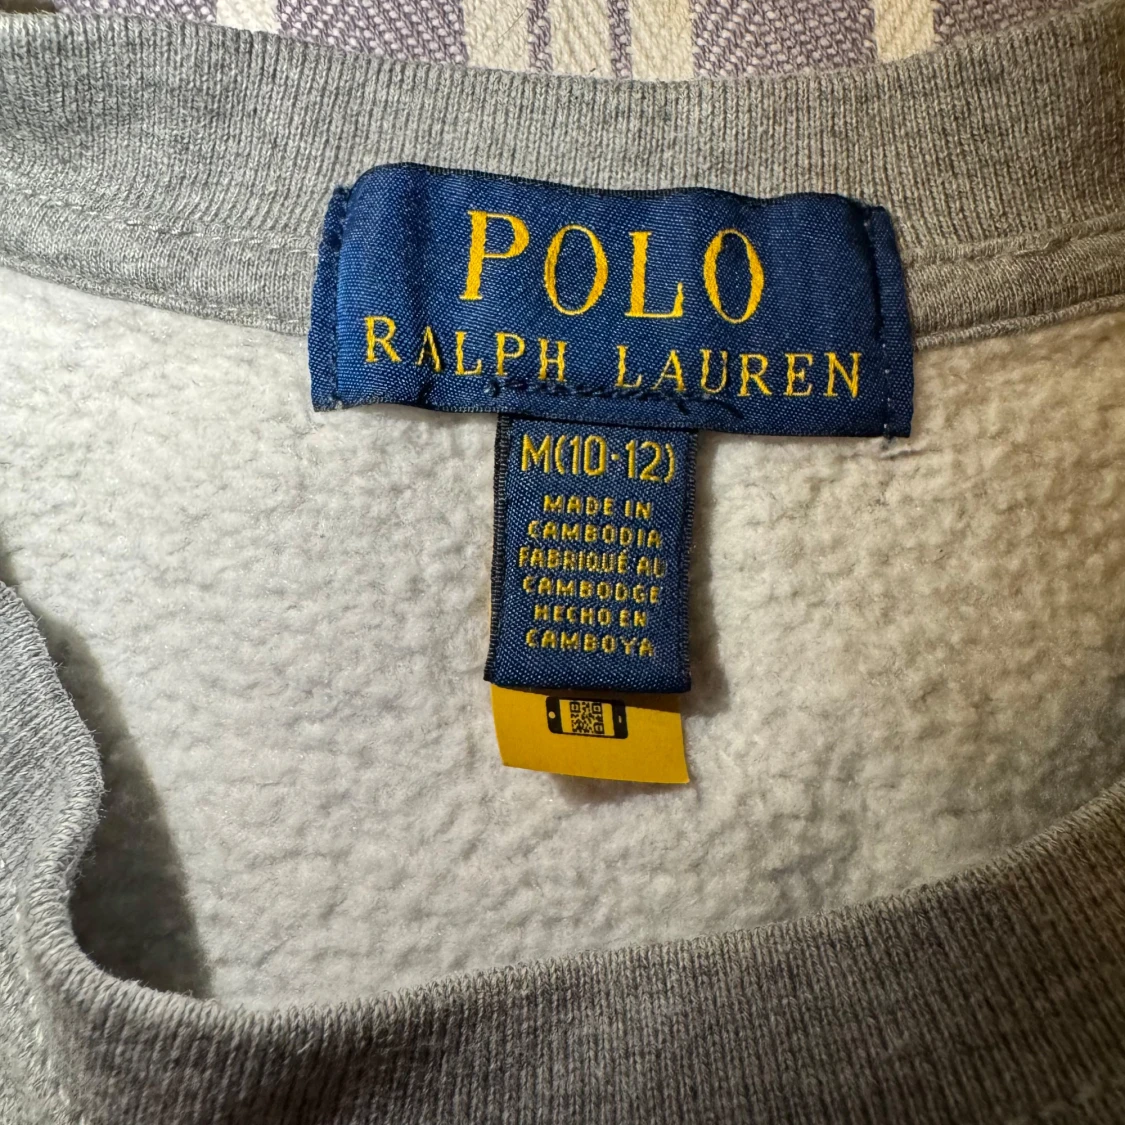 POLO
RALPH LAUREN
M(10-12)
MADE IN
CAMBODIA
FABRIQUÉ AU
CAMBODGE
HECHO EN
CAMBOYA